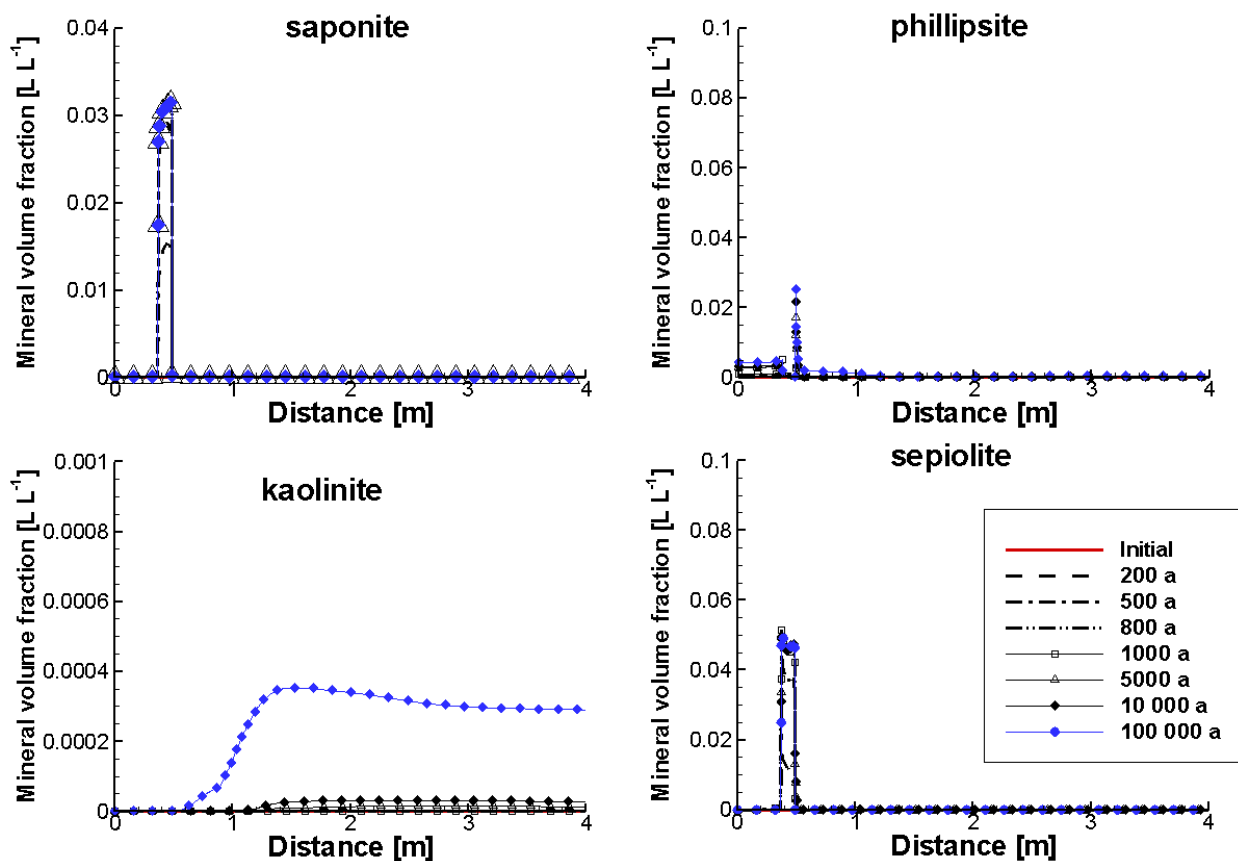 saponite
Mineral volume fraction [L L⁻¹]
0.04
0.03
0.02
0.01
0
0 1 2 3 4
Distance [m]
phillipsite
Mineral volume fraction [L L⁻¹]
0.1
0.08
0.06
0.04
0.02
0
0 1 2 3 4
Distance [m]
kaolinite
Mineral volume fraction [L L⁻¹]
0.001
0.0008
0.0006
0.0004
0.0002
0
0 1 2 3 4
Distance [m]
sepiolite
Mineral volume fraction [L L⁻¹]
0.1
0.08
0.06
0.04
0.02
0
0 1 2 3 4
Distance [m]
Initial
200 a
500 a
800 a
1000 a
5000 a
10 000 a
100 000 a